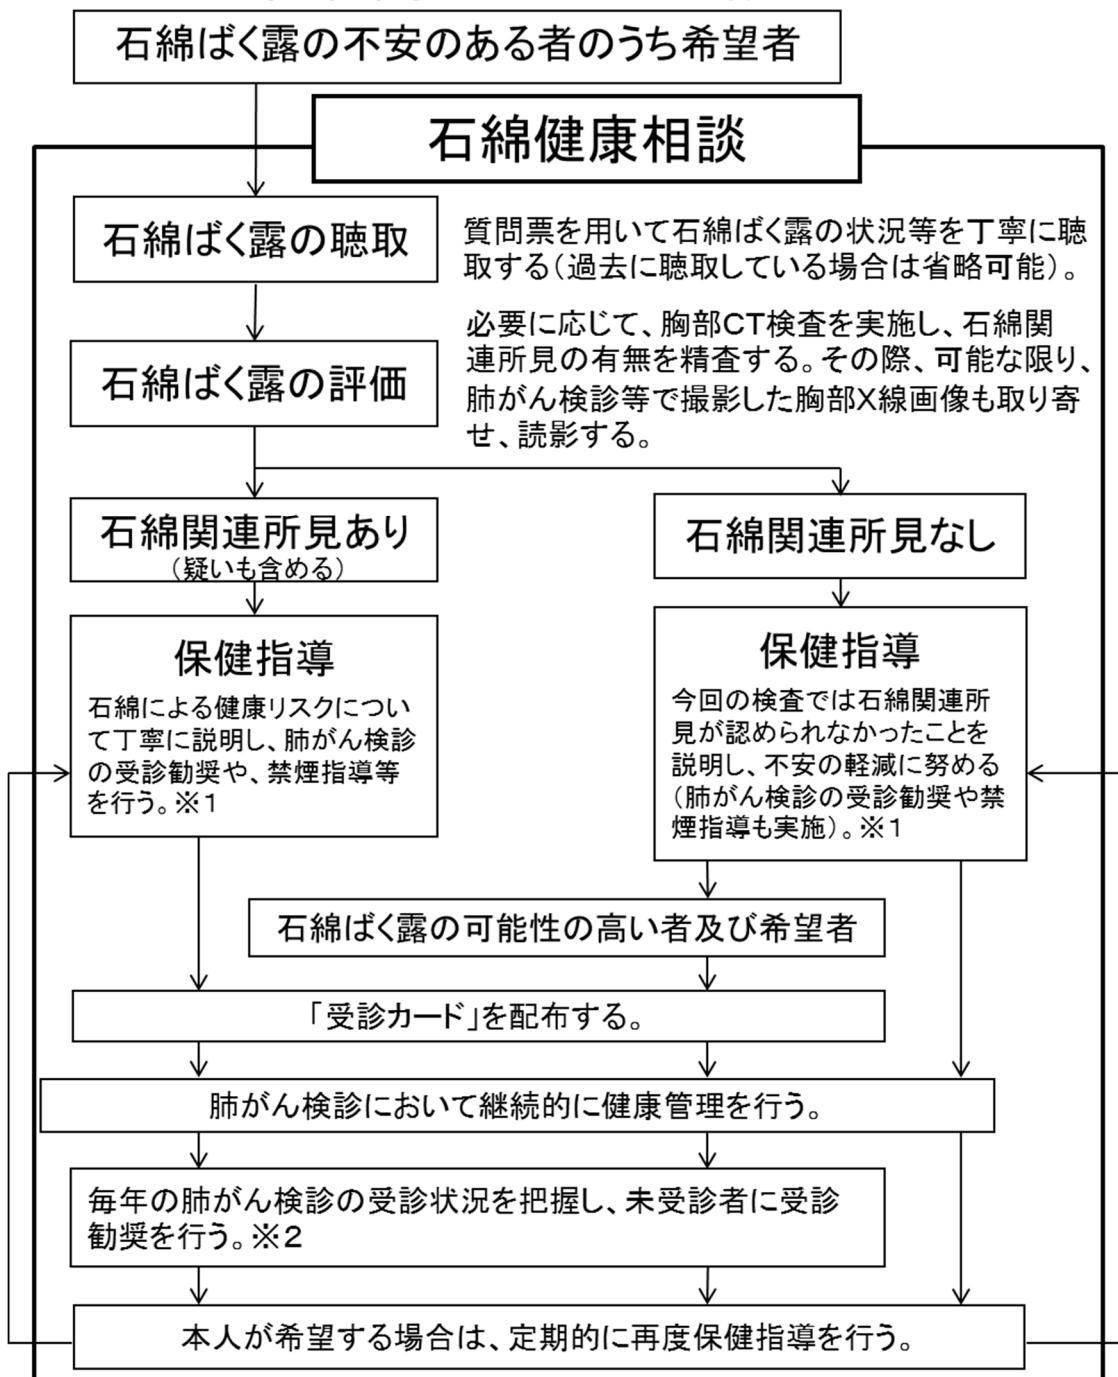 石綿ばく露の不安のある者のうち希望者
石綿健康相談
石綿ばく露の聴取
質問票を用いて石綿ばく露の状況等を丁寧に聴
取する(過去に聴取している場合は省略可能)。
石綿ばく露の評価
必要に応じて、胸部CT検査を実施し、石綿関
連所見の有無を精査する。その際、可能な限り、
肺がん検診等で撮影した胸部X線画像も取り寄
せ、読影する。
石綿関連所見あり
(疑いも含める)
石綿関連所見なし
保健指導
石綿による健康リスクについ
て丁寧に説明し、肺がん検診
の受診勧奨や、禁煙指導等
を行う。※1
保健指導
今回の検査では石綿関連所
見が認められなかったことを
説明し、不安の軽減に努める
(肺がん検診の受診勧奨や禁
煙指導も実施)。※1
石綿ばく露の可能性の高い者及び希望者
「受診カード」を配布する。
肺がん検診において継続的に健康管理を行う。
毎年の肺がん検診の受診状況を把握し、未受診者に受診
勧奨を行う。※2
本人が希望する場合は、定期的に再度保健指導を行う。